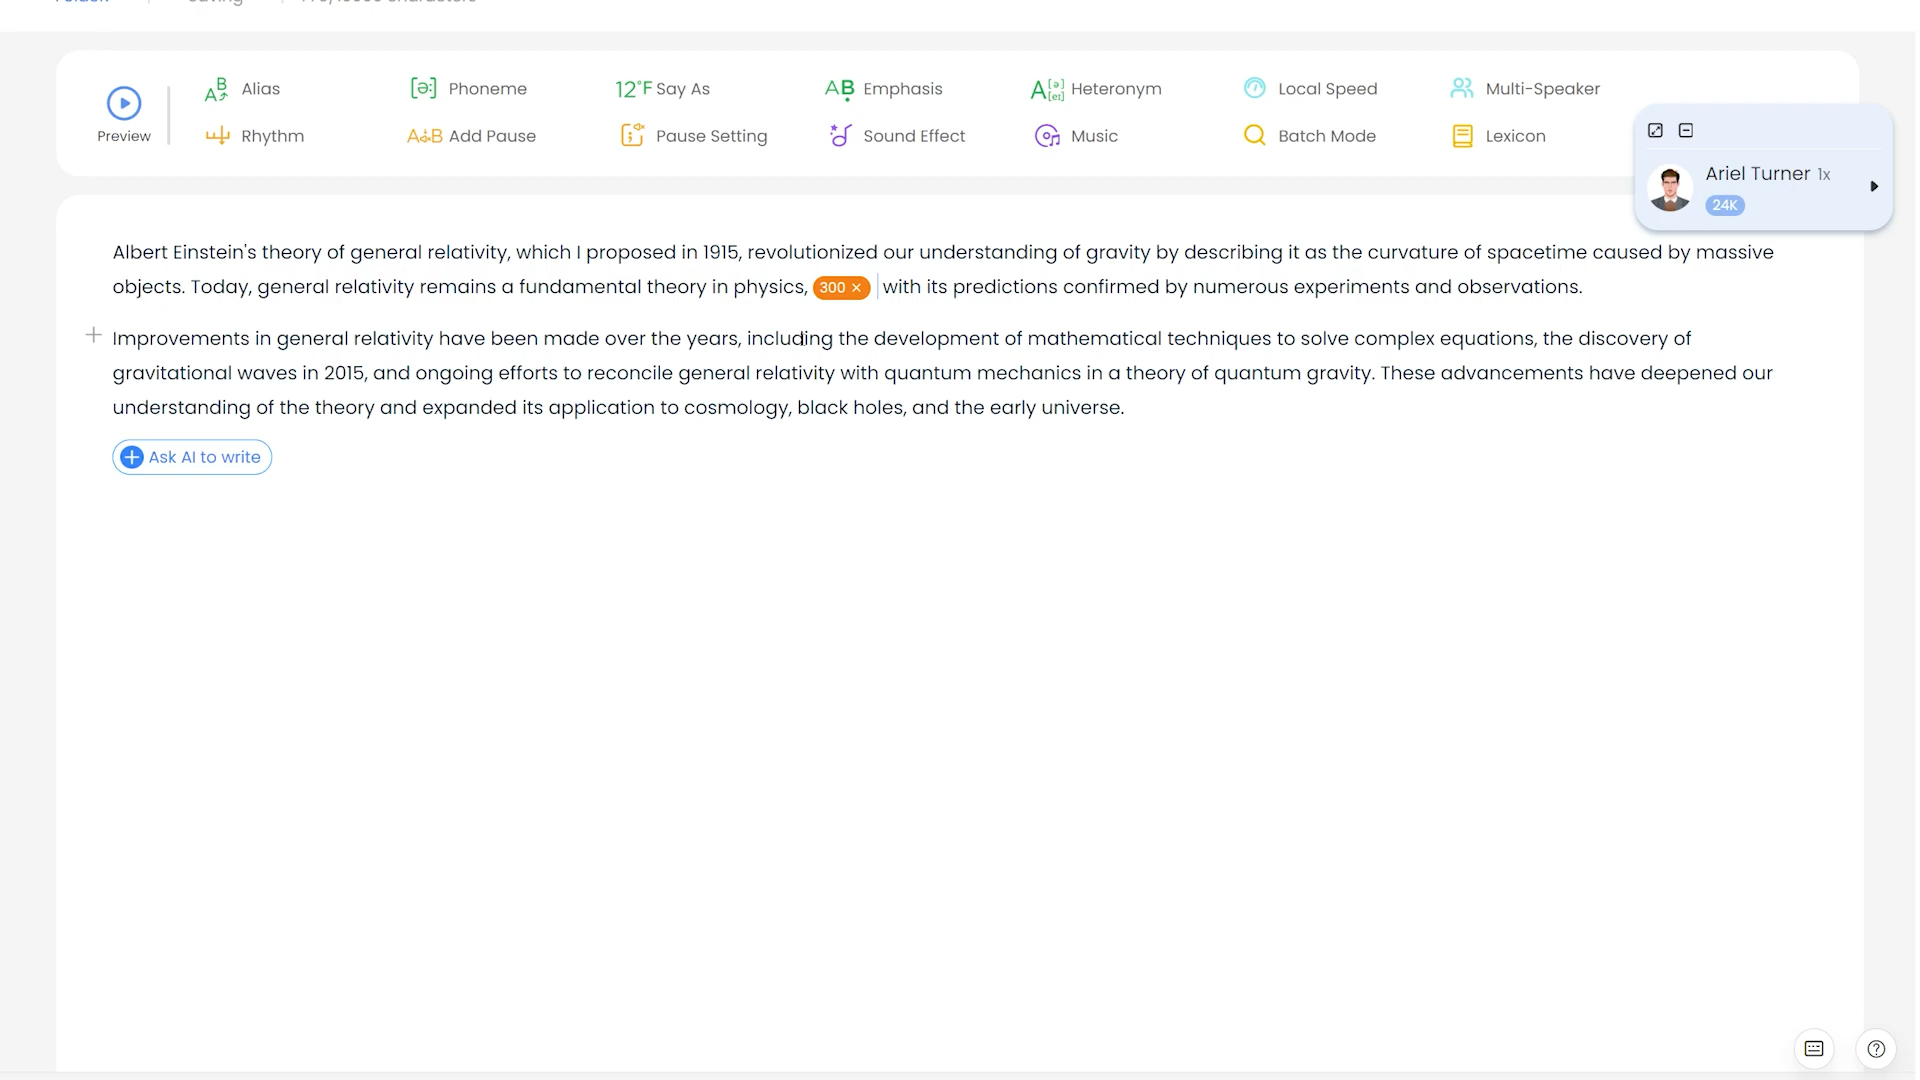 Preview
Alias
Phoneme
12°F Say As
Emphasis
Heteronym
Local Speed
Multi-Speaker
Rhythm
Add Pause
Pause Setting
Sound Effect
Music
Batch Mode
Lexicon
Ariel Turner 1x
24K
Albert Einstein's theory of general relativity, which I proposed in 1915, revolutionized our understanding of gravity by describing it as the curvature of spacetime caused by massive
objects. Today, general relativity remains a fundamental theory in physics, 300 × with its predictions confirmed by numerous experiments and observations.
Improvements in general relativity have been made over the years, including the development of mathematical techniques to solve complex equations, the discovery of
gravitational waves in 2015, and ongoing efforts to reconcile general relativity with quantum mechanics in a theory of quantum gravity. These advancements have deepened our
understanding of the theory and expanded its application to cosmology, black holes, and the early universe.
Ask AI to write